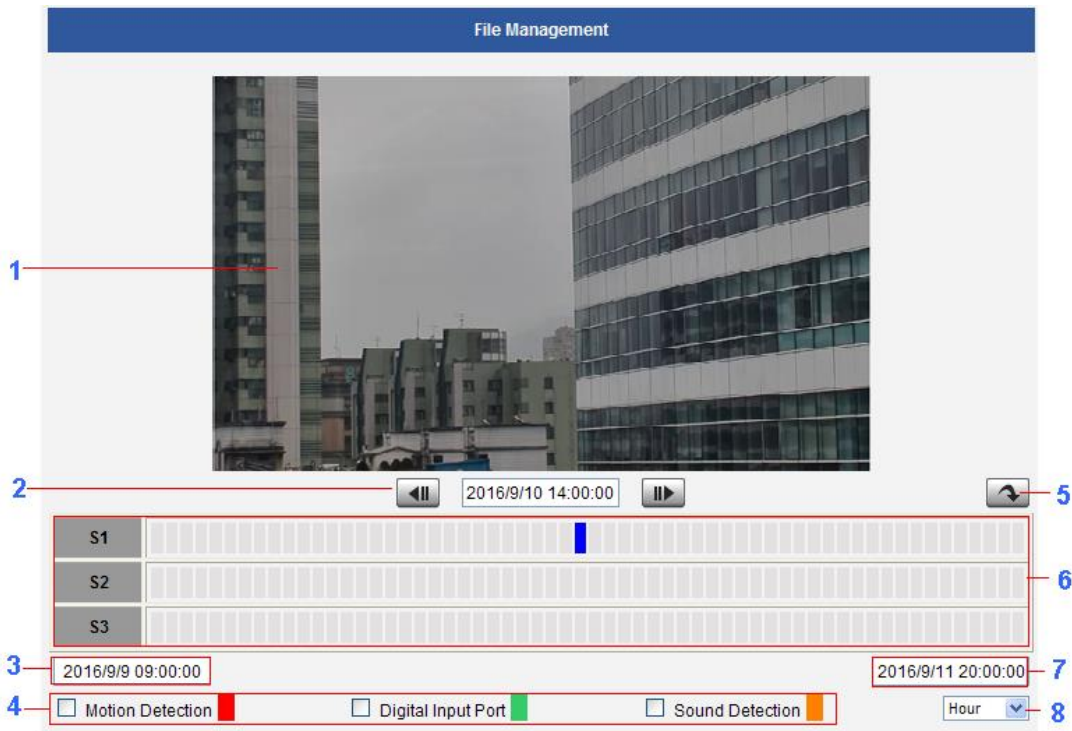 File Management
1
2
2016/9/10 14:00:00
5
S1
S2
6
S3
3
2016/9/9 09:00:00
2016/9/11 20:00:00
7
4
Motion Detection
Digital Input Port
Sound Detection
Hour
8